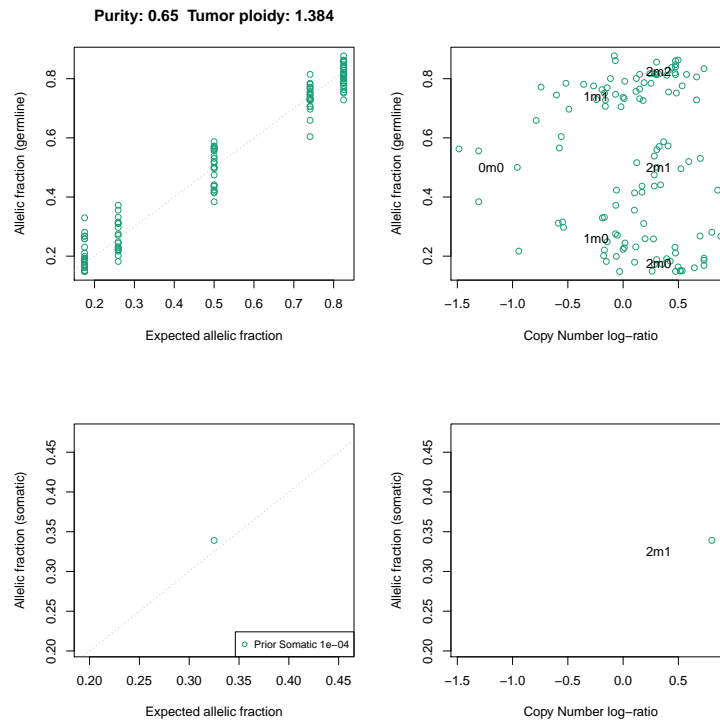 Purity: 0.65 Tumor ploidy: 1.384
Allelic fraction (germline)
0.8
0.6
0.4
0.2
0.2 0.3 0.4 0.5 0.6 0.7 0.8
Expected allelic fraction
Allelic fraction (germline)
0.8
0.6
0.4
0.2
2m2
1m1
0m0
2m1
1m0
2m0
−1.5 −1.0 −0.5 0.0 0.5
Copy Number log−ratio
Allelic fraction (somatic)
0.45
0.40
0.35
0.30
0.25
0.20
Prior Somatic 1e−04
0.20 0.25 0.30 0.35 0.40 0.45
Expected allelic fraction
Allelic fraction (somatic)
0.45
0.40
0.35
0.30
0.25
0.20
2m1
−1.5 −1.0 −0.5 0.0 0.5
Copy Number log−ratio